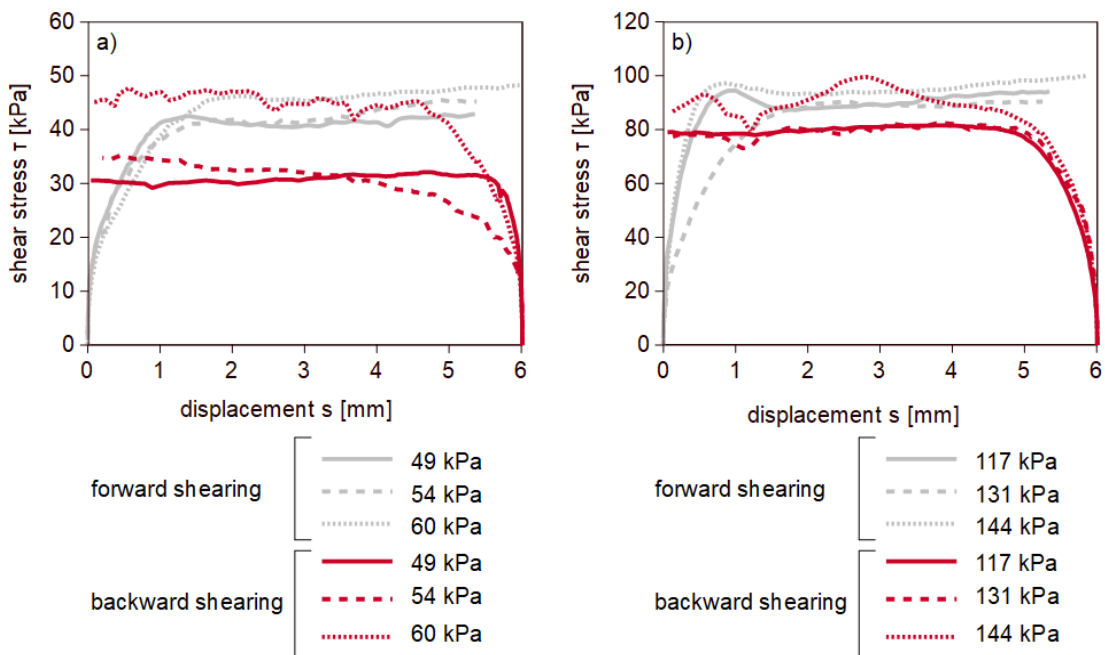 a)
60
50
40
30
20
10
0
shear stress τ [kPa]
0 1 2 3 4 5 6
displacement s [mm]
b)
120
100
80
60
40
20
0
shear stress τ [kPa]
0 1 2 3 4 5 6
displacement s [mm]
forward shearing
49 kPa
54 kPa
60 kPa
backward shearing
49 kPa
54 kPa
60 kPa
forward shearing
117 kPa
131 kPa
144 kPa
backward shearing
117 kPa
131 kPa
144 kPa